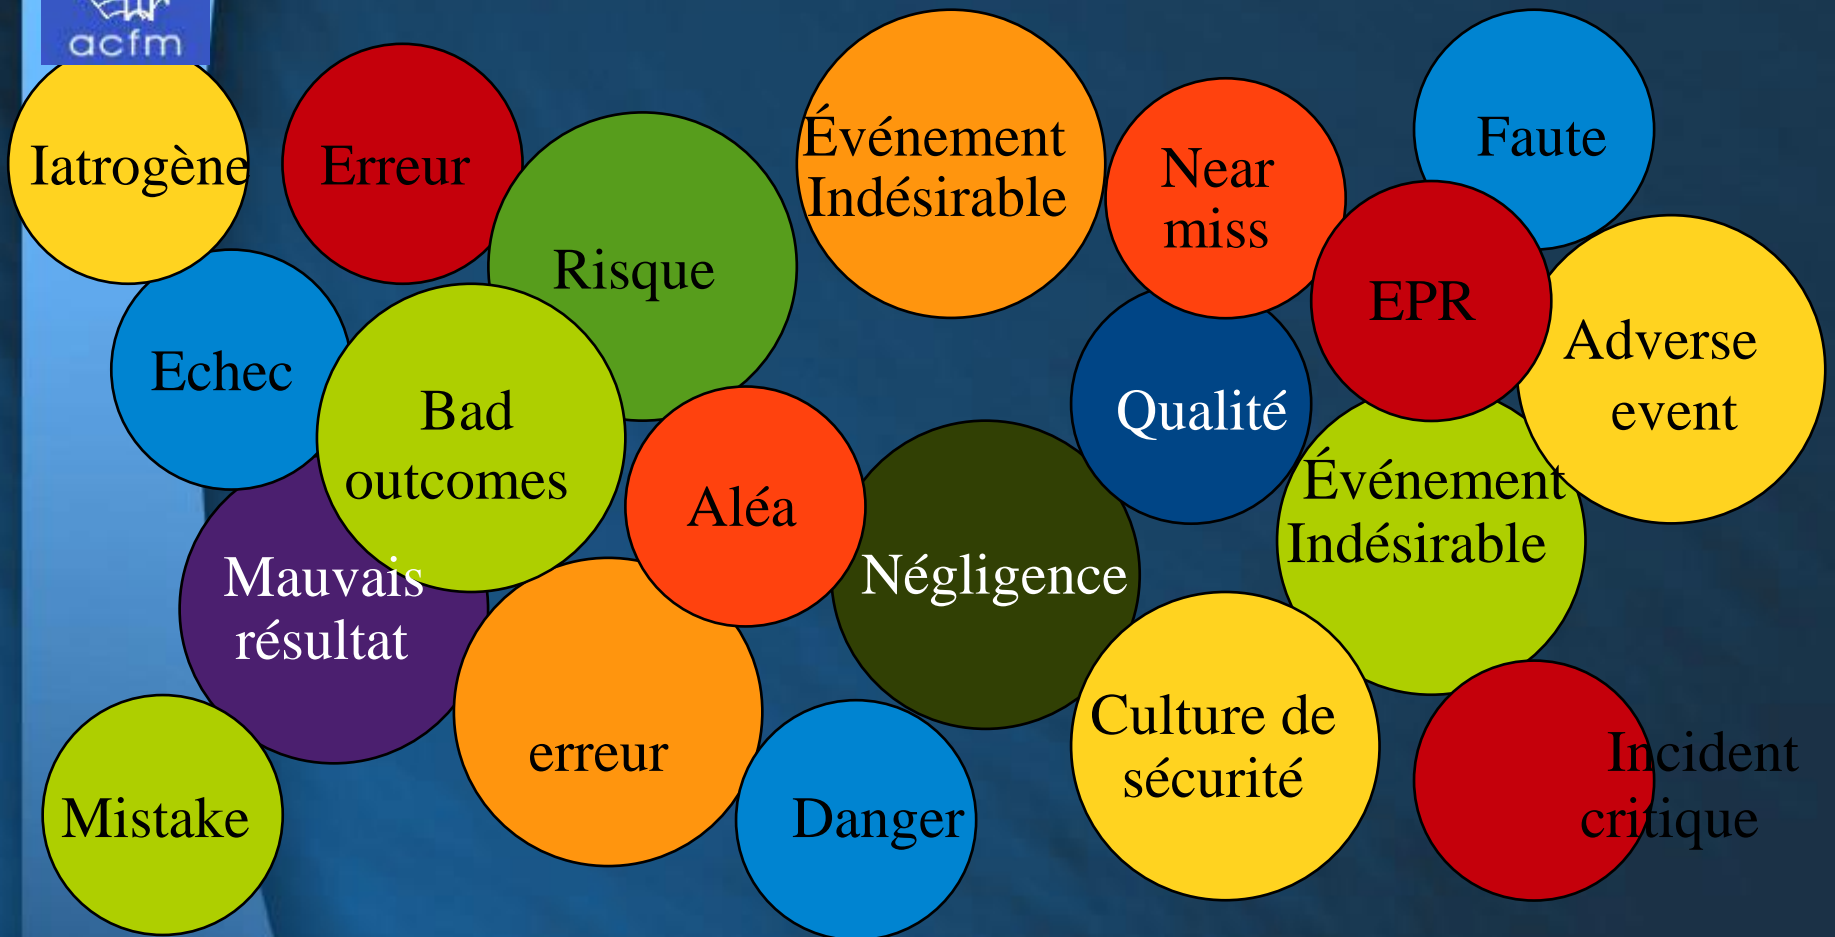 acfm
Iatrogène
Erreur
Risque
Événement
Indésirable
Near
miss
Faute
EPR
Adverse
event
Echec
Bad
outcomes
Aléa
Qualité
Événement
Indésirable
Négligence
Mauvais
résultat
Mistake
erreur
Danger
Culture de
sécurité
Incident
critique